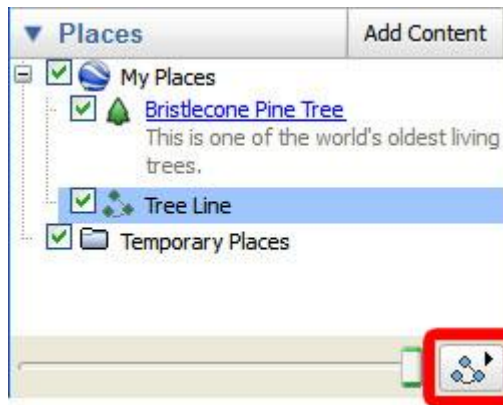 Places
Add Content
My Places
Bristlecone Pine Tree
This is one of the world's oldest living
trees.
Tree Line
Temporary Places